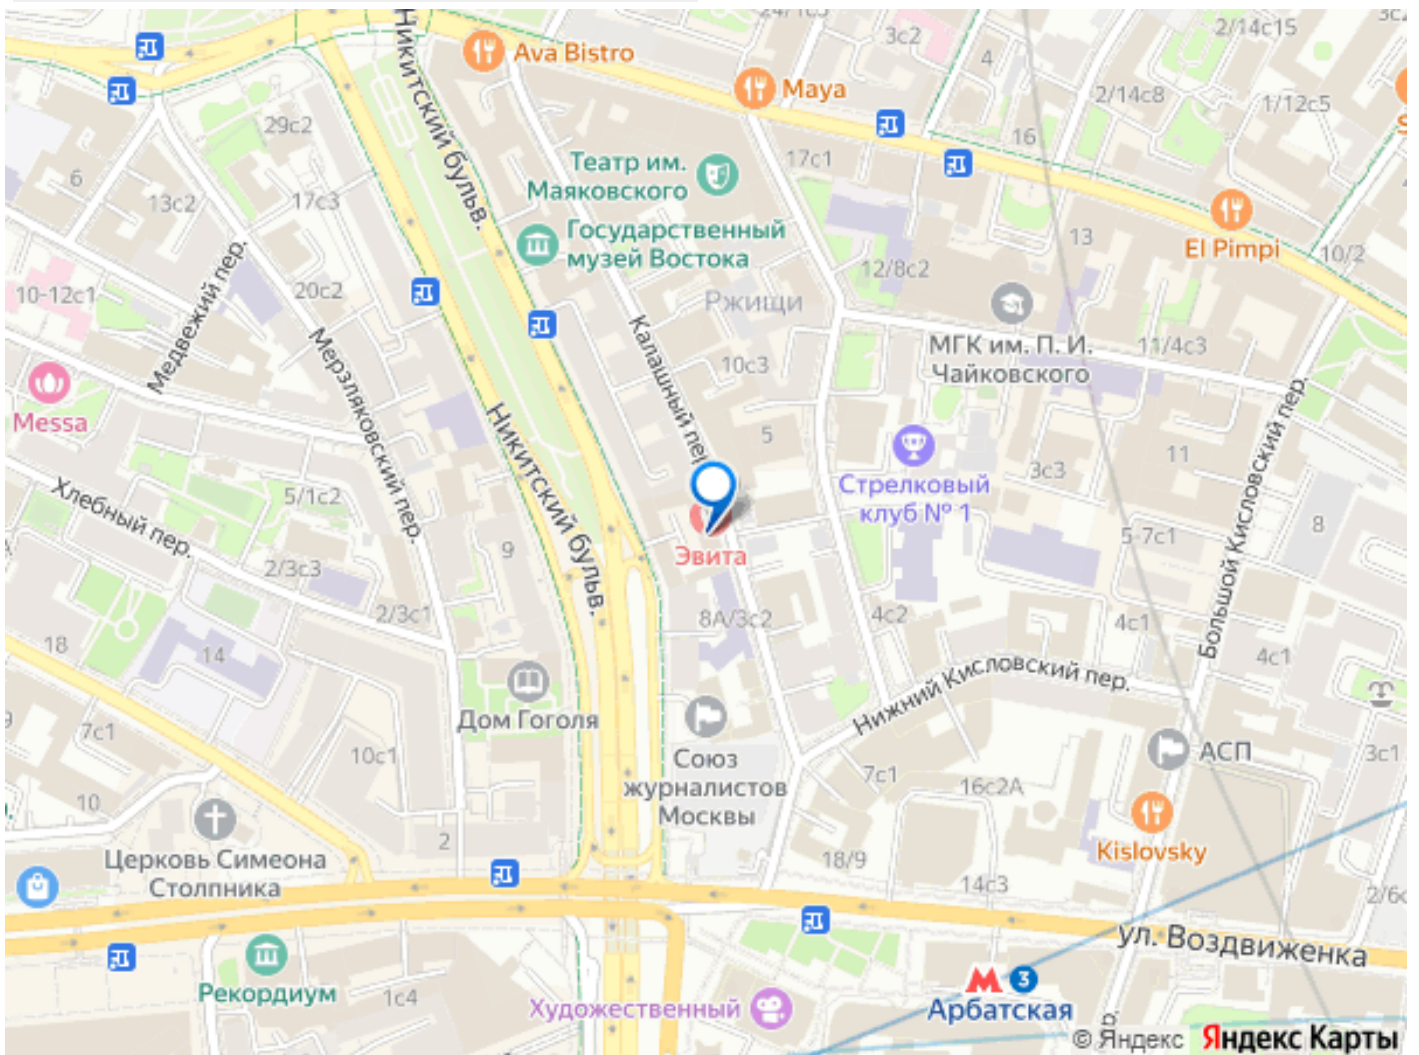 24/1с3
3с2
2/14с15
Ava Bistro
4
Maya
2/14с8
1/12с5
29с2
16
17с1
Театр им.
Маяковского
6
13с2
17с3
Никитский бульв.
Государственный
музей Востока
El Pimpi
13
10/2
12/8с2
10-12с1
20с2
Медвежий пер.
Ржищи
Калашный пер.
МГК им. П. И.
Чайковского
11/4с3
10с3
Messa
Мерзляковский пер.
5
Никитский бульв.
Стрелковый
клуб № 1
3с3
11
Большой Кисловский пер.
Хлебный пер.
5/1с2
8
5-7с1
9
Эвита
2/3с3
2/3с1
8А/3с2
4с2
4с1
4с1
18
14
Нижний Кисловский пер.
Дом Гоголя
7с1
10с1
Союз
журналистов
Москвы
АСП
3с1
7с1
16с2А
10
2
Kislovsky
Церковь Симеона
Столпника
18/9
14с3
ул. Воздвиженка
Рекордиум
1с4
Художественный
3
Арбатская
© Яндекс Яндекс Карты